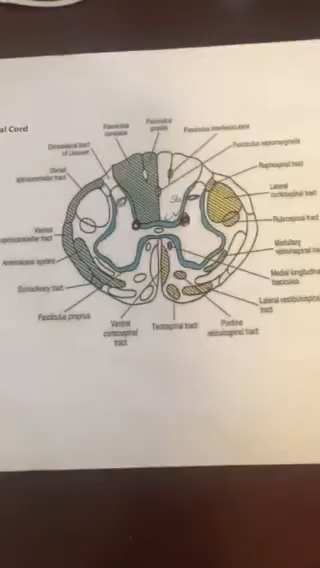 al Cord
Fasciculus
cuneatus
Fasciculus
gracilis
Fasciculus interfascicularis
Dorsolateral tract
of Lissauer
Fasciculus septomarginalis
Dorsal
spinocerebellar tract
Raphespinal tract
Lateral
corticospinal tract
Rubrospinal tract
Ventral
spinocerebellar tract
Medullary
reticulospinal tract
Anterolateral system
Medial longitudinal
fasciculus
Spinoolivary tract
Lateral vestibulospinal
tract
Fasciculus proprius
Ventral
corticospinal
tract
Tectospinal tract
Pontine
reticulospinal tract